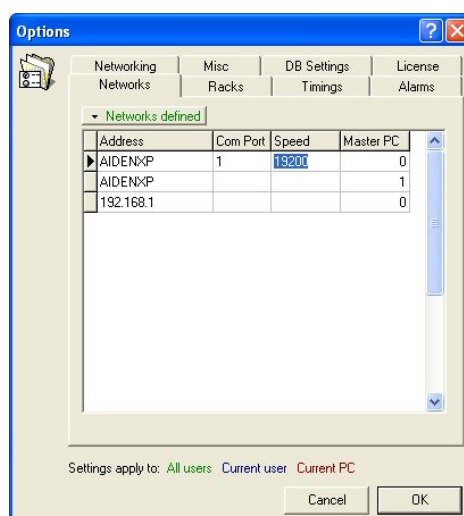 Options
Networking Misc DB Settings License
Networks Racks Timings Alarms
Networks defined
Address Com Port Speed Master PC
AIDENXP 1 19200 0
AIDENXP 1
192.168.1 0
Settings apply to: All users Current user Current PC
Cancel OK